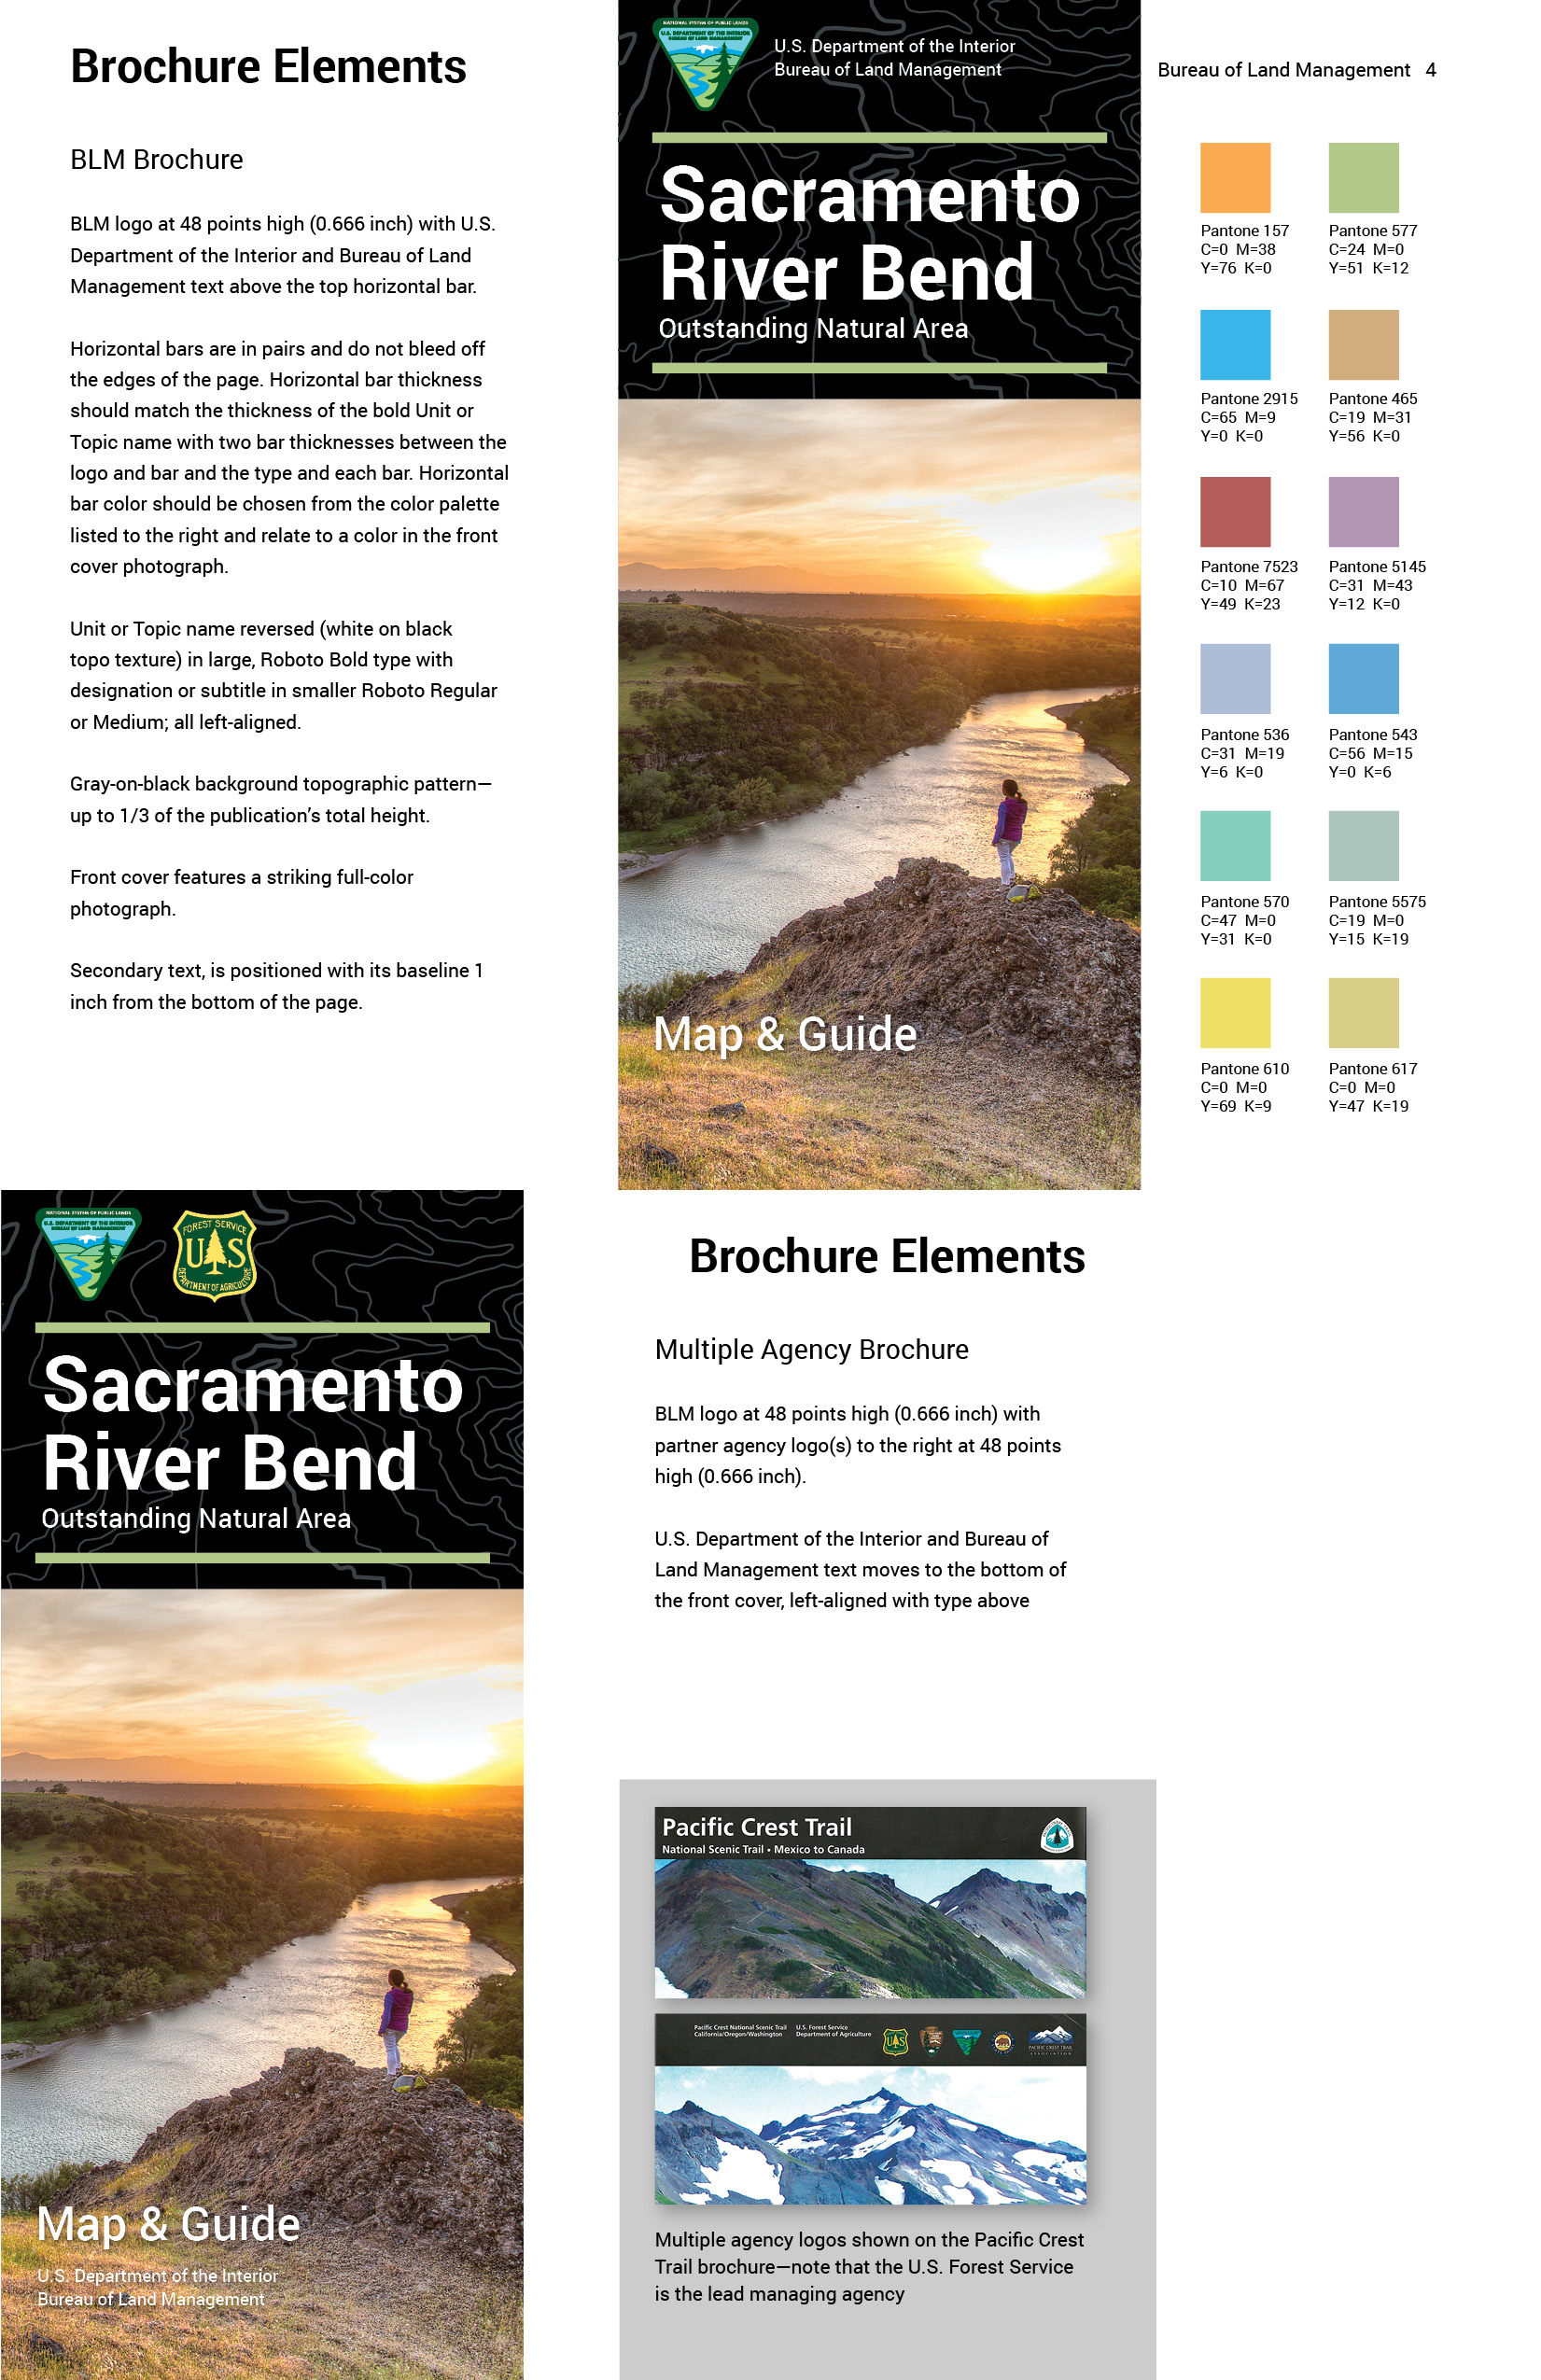 Brochure Elements
BLM Brochure
BLM logo at 48 points high (0.666 inch) with U.S.
Department of the Interior and Bureau of Land
Management text above the top horizontal bar.
Horizontal bars are in pairs and do not bleed off
the edges of the page. Horizontal bar thickness
should match the thickness of the bold Unit or
Topic name with two bar thicknesses between the
logo and bar and the type and each bar. Horizontal
bar color should be chosen from the color palette
listed to the right and relate to a color in the front
cover photograph.
Unit or Topic name reversed (white on black
topo texture) in large, Roboto Bold type with
designation or subtitle in smaller Roboto Regular
or Medium; all left-aligned.
Gray-on-black background topographic pattern—
up to 1/3 of the publication’s total height.
Front cover features a striking full-color
photograph.
Secondary text, is positioned with its baseline 1
inch from the bottom of the page.
NATIONAL SYSTEM OF PUBLIC LANDS
U.S. DEPARTMENT OF THE INTERIOR
BUREAU OF LAND MANAGEMENT
U.S. Department of the Interior
Bureau of Land Management
Sacramento
River Bend
Outstanding Natural Area
Map & Guide
Bureau of Land Management 4
Pantone 157
C=0 M=38
Y=76 K=0
Pantone 577
C=24 M=0
Y=51 K=12
Pantone 2915
C=65 M=9
Y=0 K=0
Pantone 465
C=19 M=31
Y=56 K=0
Pantone 7523
C=10 M=67
Y=49 K=23
Pantone 5145
C=31 M=43
Y=12 K=0
Pantone 536
C=31 M=19
Y=6 K=0
Pantone 543
C=56 M=15
Y=0 K=6
Pantone 570
C=47 M=0
Y=31 K=0
Pantone 5575
C=19 M=0
Y=15 K=19
Pantone 610
C=0 M=0
Y=69 K=9
Pantone 617
C=0 M=0
Y=47 K=19
NATIONAL SYSTEM OF PUBLIC LANDS
U.S. DEPARTMENT OF THE INTERIOR
BUREAU OF LAND MANAGEMENT
FOREST SERVICE
U S
DEPARTMENT OF AGRICULTURE
Sacramento
River Bend
Outstanding Natural Area
Map & Guide
U.S. Department of the Interior
Bureau of Land Management
Brochure Elements
Multiple Agency Brochure
BLM logo at 48 points high (0.666 inch) with
partner agency logo(s) to the right at 48 points
high (0.666 inch).
U.S. Department of the Interior and Bureau of
Land Management text moves to the bottom of
the front cover, left-aligned with type above
Pacific Crest Trail
National Scenic Trail • Mexico to Canada
Pacific Crest National Scenic Trail
California/Oregon/Washington
U.S. Forest Service
Department of Agriculture
UAS
PACIFIC CREST TRAIL
ASSOCIATION
Multiple agency logos shown on the Pacific Crest
Trail brochure—note that the U.S. Forest Service
is the lead managing agency